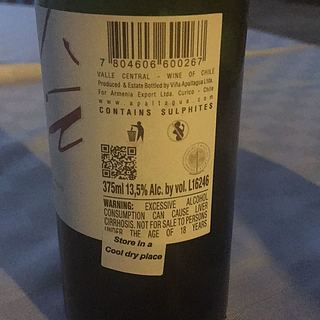 7 804606 600267
VALLE CENTRAL - WINE OF CHILE
Produced & Estate Bottled by Viña Apaltagua Ltda.
For Armenia Export Ltda. Curico - Chile
www.apaltagua.com
CONTAINS SULPHITES
375ml 13,5% Alc. by vol. L16246
WARNING: EXCESSIVE ALCOHOL
CONSUMPTION CAN CAUSE LIVER
CIRRHOSIS. NOT FOR SALE TO PERSONS
UNDER THE AGE OF 18 YEARS
Store in a
Cool dry place